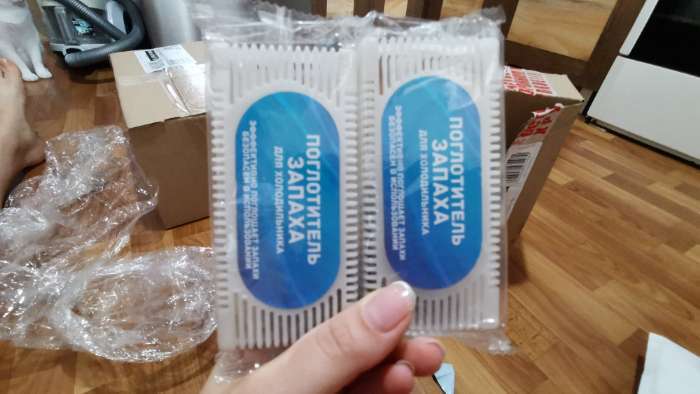 ПОГЛОТИТЕЛЬ
ЗАПАХА
ДЛЯ ХОЛОДИЛЬНИКА
ЭФФЕКТИВНО ПОГЛОЩАЕТ ЗАПАХИ
БЕЗОПАСЕН В ИСПОЛЬЗОВАНИИ
ПОГЛОТИТЕЛЬ
ЗАПАХА
ДЛЯ ХОЛОДИЛЬНИКА
ЭФФЕКТИВНО ПОГЛОЩАЕТ ЗАПАХИ
БЕЗОПАСЕН В ИСПОЛЬЗОВАНИИ